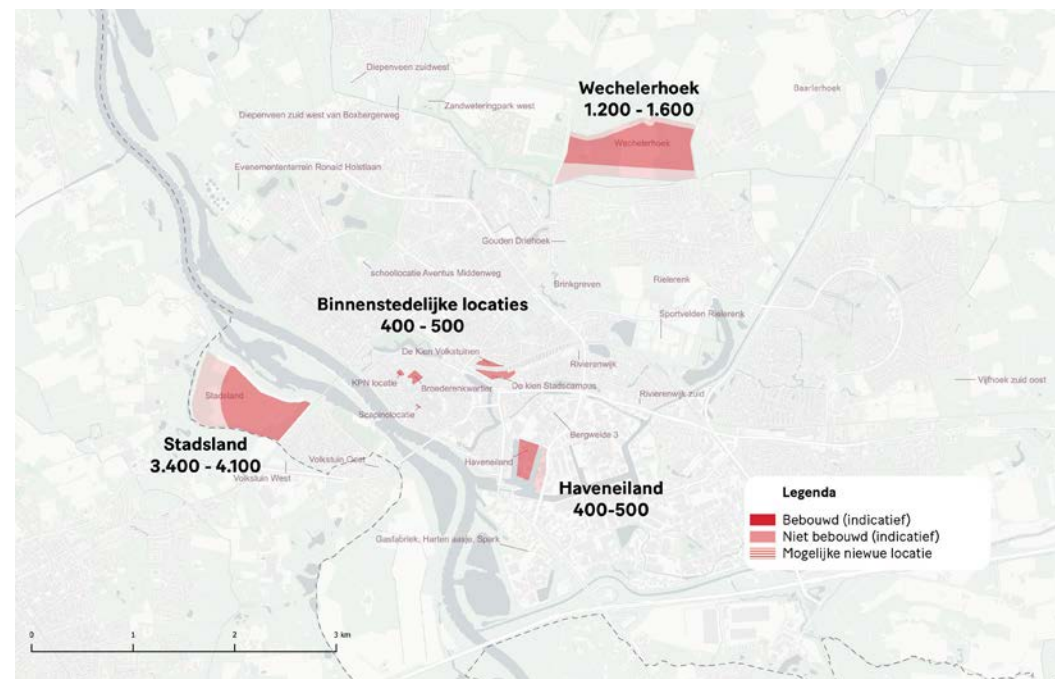 Diepenveen zuidwest
Wechelerhoek
1.200 - 1.600
Baarlerhoek
Zandweteringpark west
Diepenveen zuid west van Boxbergerweg
Wechelerhoek
Evenemententerrein Ronald Holstlaan
Gouden Driehoek
schoollocatie Aventus Middenweg
Brinkgreven
Rielerenk
Binnenstedelijke locaties
400 - 500
Sportvelden Rielerenk
De Kien Volkstuinen
Rivierenwijk
KPN locatie
Broederenkwartier
De kien Stadscampus
Vijfhoek zuid oost
Stadsland
Rivierenwijk zuid
Scapinolocatie
Bergweide 3
Stadsland
3.400 - 4.100
Volkstuin Oost
Volkstuin West
Haveneiland
Haveneiland
400-500
Legenda
Bebouwd (indicatief)
Niet bebouwd (indicatief)
Mogelijke niewue locatie
Gasfabriek, Harten aasje, Spark
0 1 2 3 km